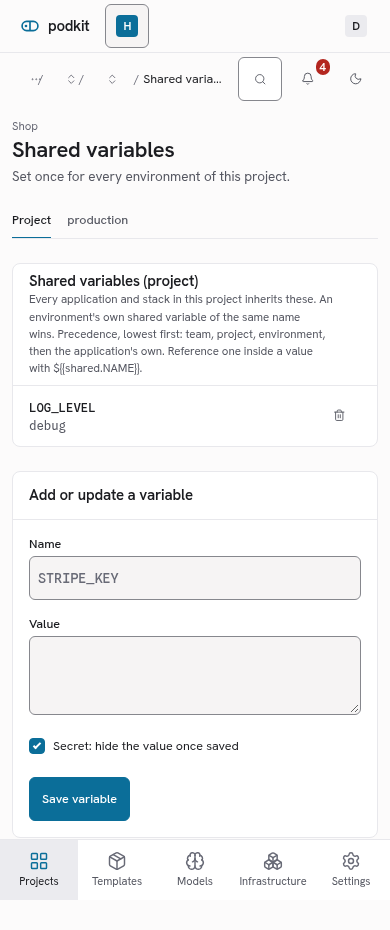 podkit
H
D
../
/
/ Shared varia...
4
Shop
Shared variables
Set once for every environment of this project.
Project
production
Shared variables (project)
Every application and stack in this project inherits these. An
environment's own shared variable of the same name
wins. Precedence, lowest first: team, project, environment,
then the application's own. Reference one inside a value
with ${{shared.NAME}}.
LOG_LEVEL
debug
Add or update a variable
Name
STRIPE_KEY
Value
Secret: hide the value once saved
Save variable
Projects
Templates
Models
Infrastructure
Settings